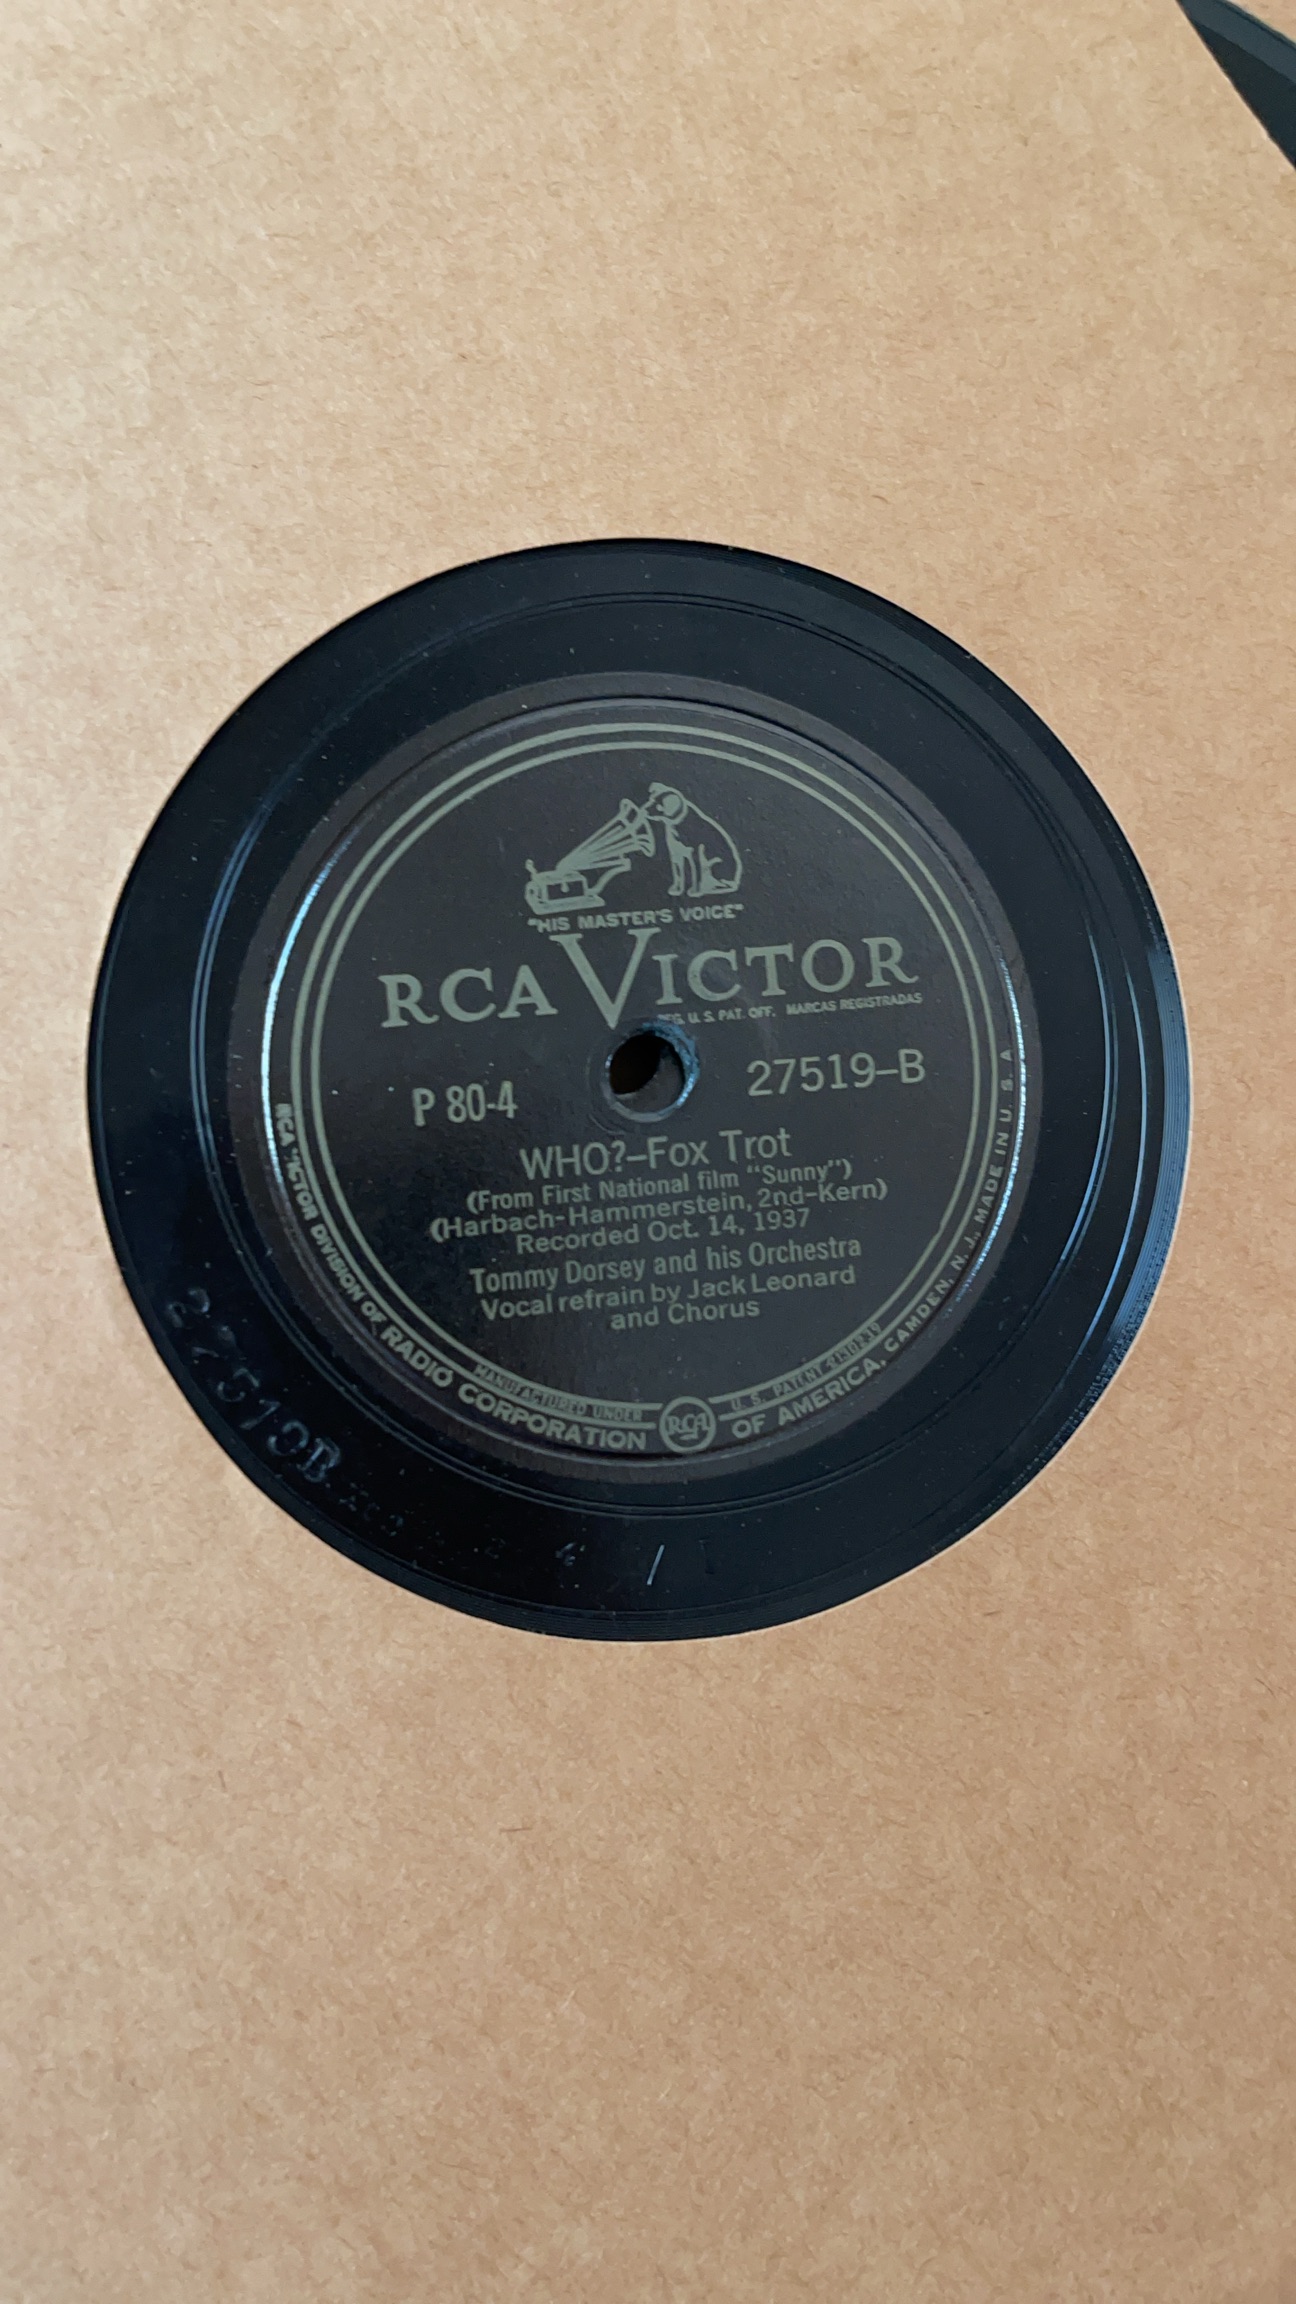 "HIS MASTER'S VOICE"
RCA VICTOR
REG. U. S. PAT. OFF. MARCAS REGISTRADAS
P 80-4
27519-B
WHO?-Fox Trot
(From First National film "Sunny")
(Harbach-Hammerstein, 2nd-Kern)
Recorded Oct. 14, 1937
Tommy Dorsey and his Orchestra
Vocal refrain by Jack Leonard
and Chorus
MANUFACTURED UNDER RCA U. S. PATENT
RCA VICTOR DIVISION OF RADIO CORPORATION OF AMERICA, CAMDEN, N. J., MADE IN U. S. A
27519B